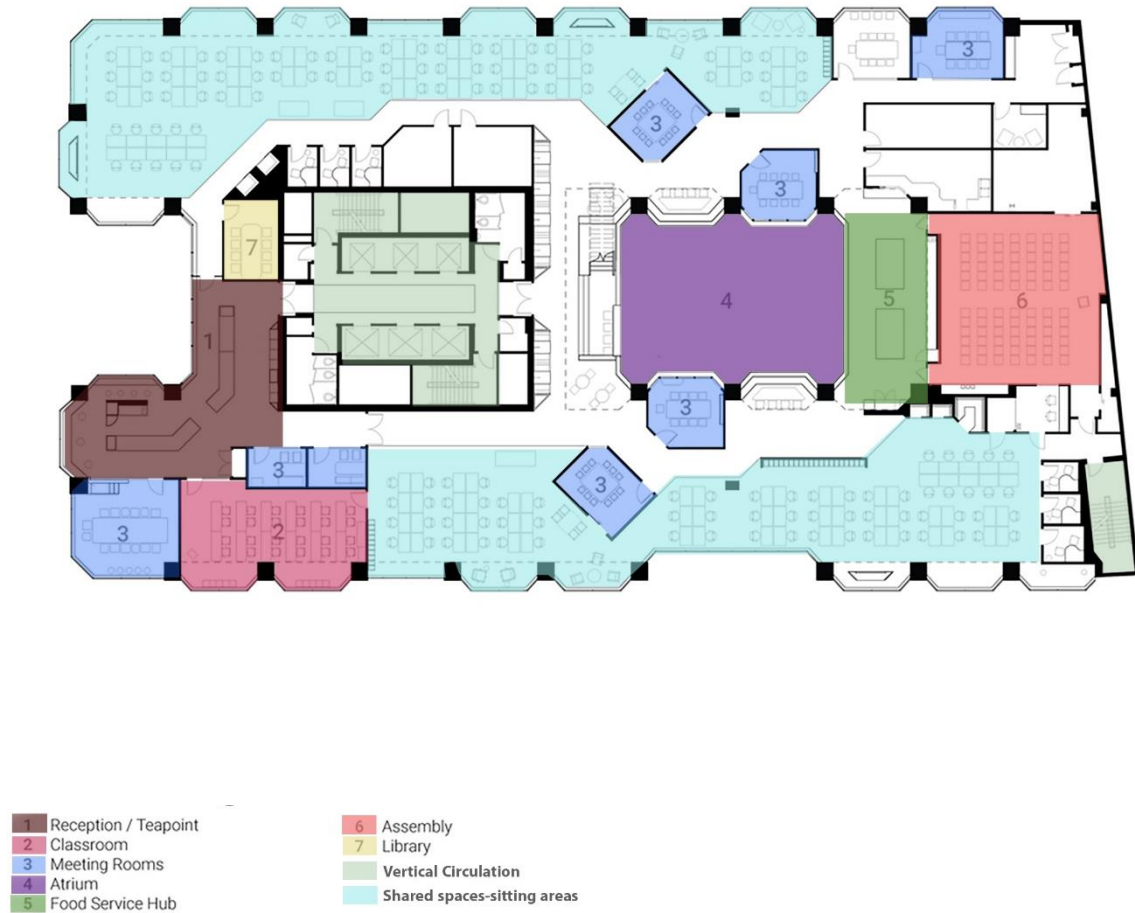 3
3
3
7
4
5
6
1
3
3
3
3
2
1 Reception / Teapoint
2 Classroom
3 Meeting Rooms
4 Atrium
5 Food Service Hub
6 Assembly
7 Library
Vertical Circulation
Shared spaces-sitting areas